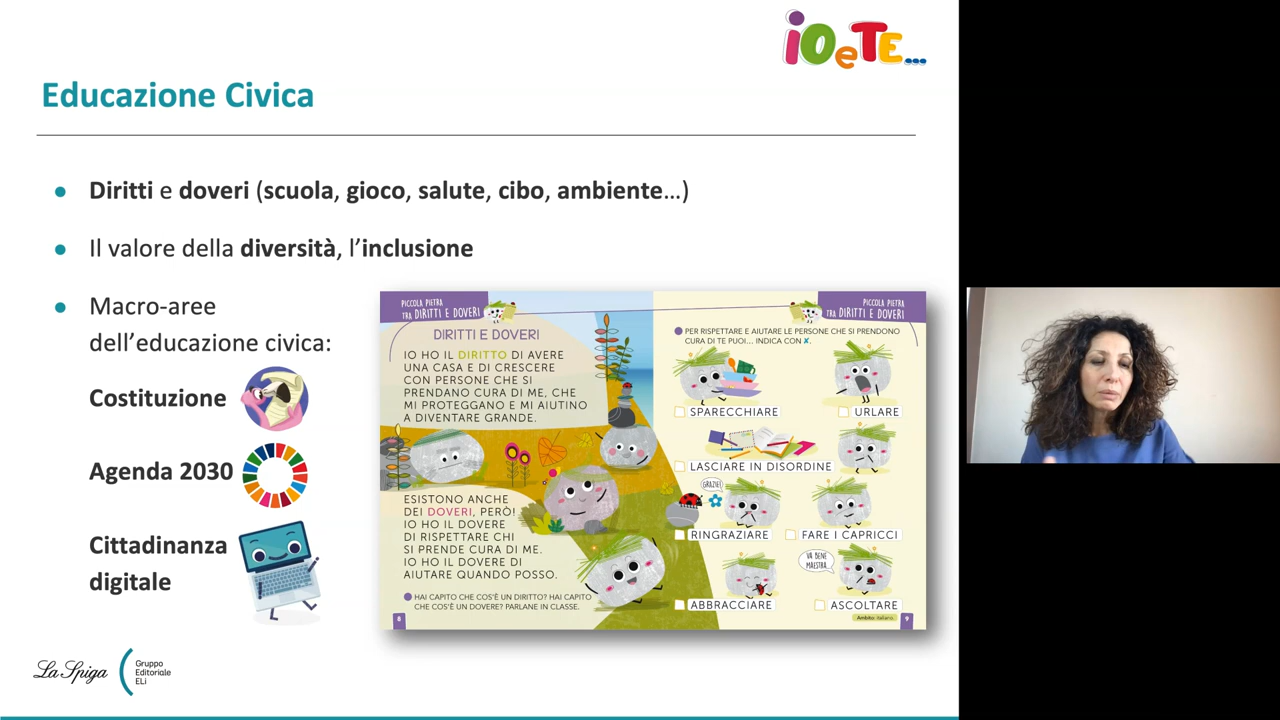 iO e TE...
Educazione Civica
Diritti e doveri (scuola, gioco, salute, cibo, ambiente...)
Il valore della diversità, l'inclusione
Macro-aree
dell'educazione civica:
Costituzione
Agenda 2030
Cittadinanza
digitale
PICCOLA PIETRA
TRA DIRITTI E DOVERI
DIRITTI E DOVERI
IO HO IL DIRITTO DI AVERE
UNA CASA E DI CRESCERE
CON PERSONE CHE SI
PRENDANO CURA DI ME, CHE
MI PROTEGGANO E MI AIUTINO
A DIVENTARE GRANDE.
ESISTONO ANCHE
DEI DOVERI, PERÒ!
IO HO IL DOVERE
DI RISPETTARE CHI
SI PRENDE CURA DI ME.
IO HO IL DOVERE DI
AIUTARE QUANDO POSSO.
HAI CAPITO CHE COS'È UN DIRITTO? HAI CAPITO
CHE COS'È UN DOVERE? PARLANE IN CLASSE.
8
PICCOLA PIETRA
TRA DIRITTI E DOVERI
PER RISPETTARE E AIUTARE LE PERSONE CHE SI PRENDONO
CURA DI TE PUOI... INDICA CON ✗.
SPARECCHIARE
URLARE
LASCIARE IN DISORDINE
GRAZIE!
RINGRAZIARE
FARE I CAPRICCI
VA BENE
MAESTRA.
ABBRACCIARE
ASCOLTARE
Ambito: italiano
9
La Spiga
Gruppo
Editoriale
ELi